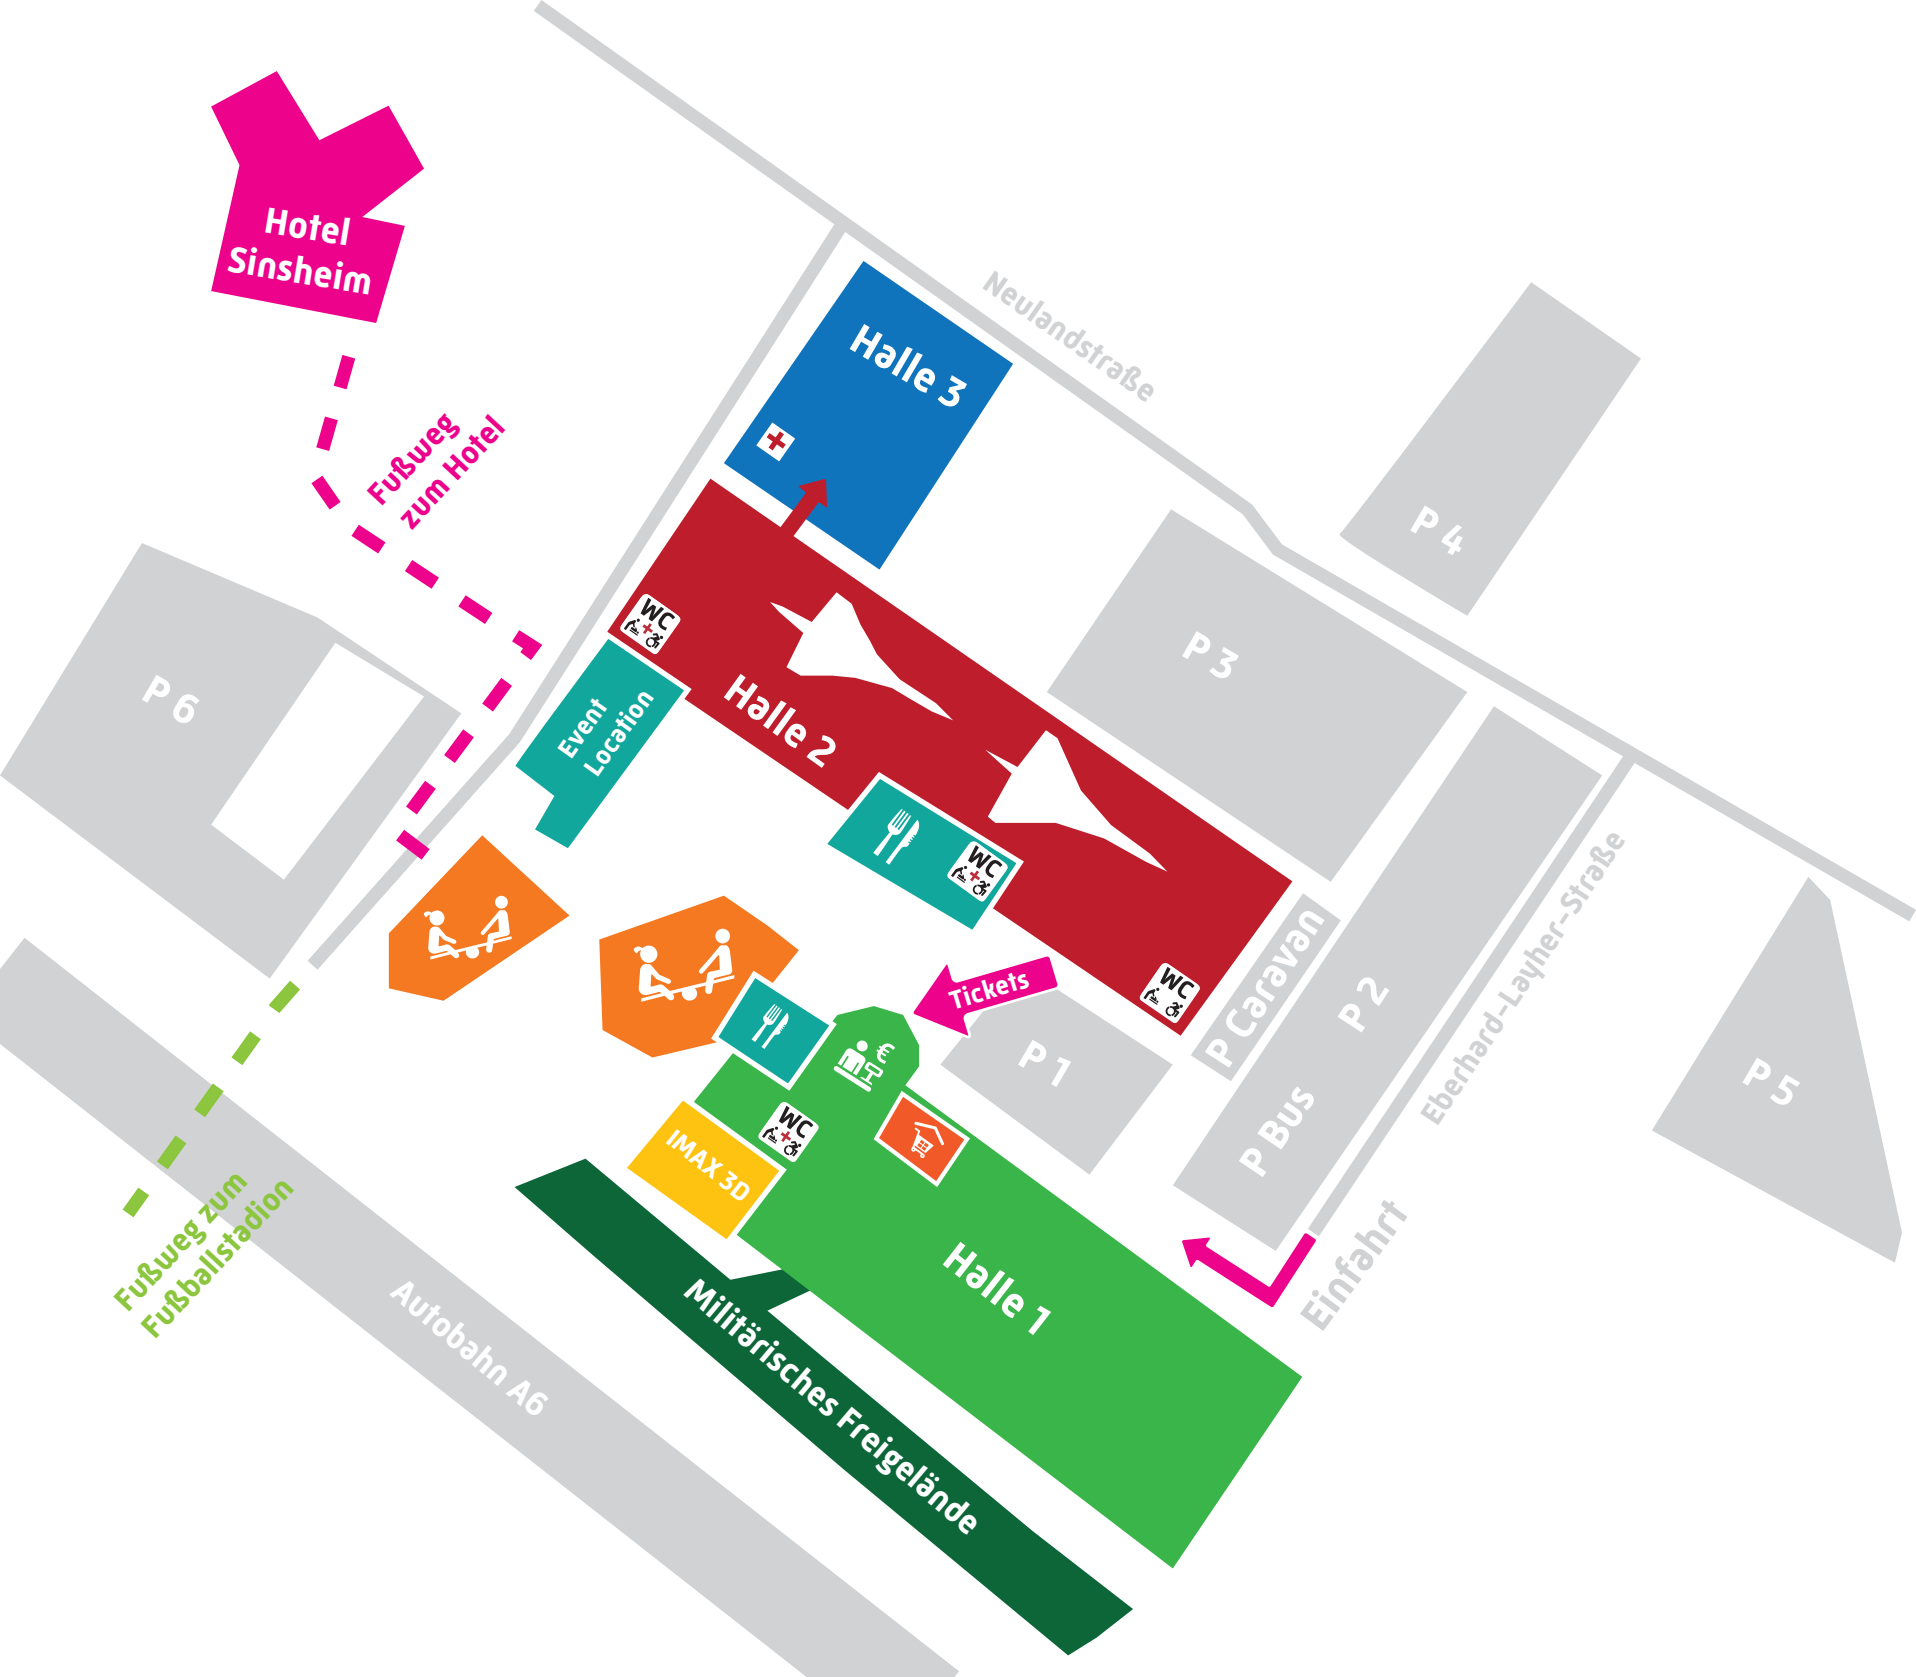 Hotel
Sinsheim
Neulandstraße
Halle 3
Fußweg
zum Hotel
P 4
WC
P 3
P 6
Event
Location
Halle 2
WC
Eberhard-Layher-Straße
P Caravan
Tickets
WC
P 2
P 1
€
P 5
WC
IMAX 3D
P Bus
Fußweg zum
Fußballstadion
Einfahrt
Halle 1
Autobahn A6
Militärisches Freigelände